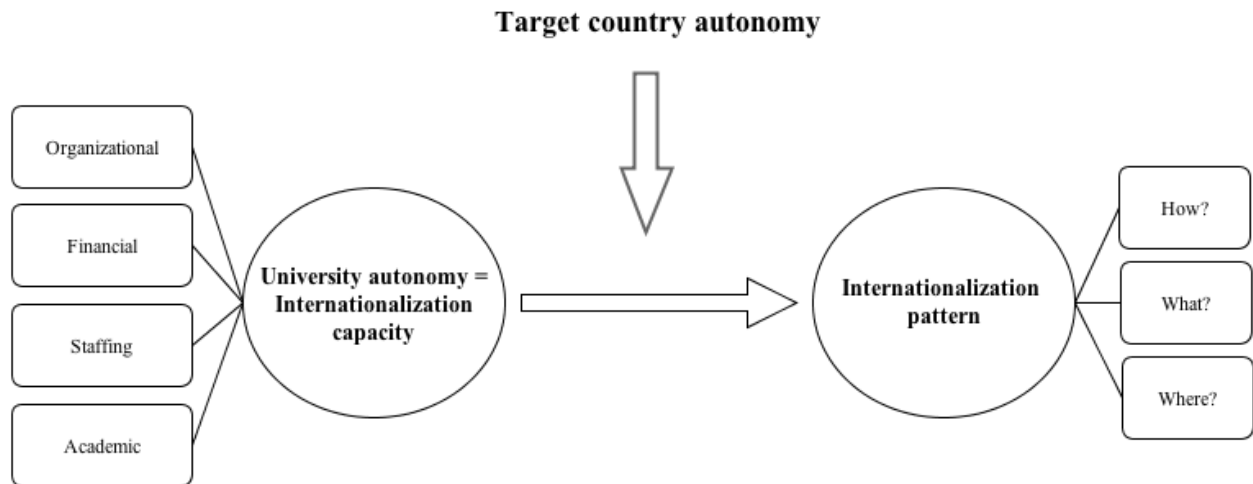 Target country autonomy
Organizational
Financial
Staffing
Academic
University autonomy =
Internationalization
capacity
Internationalization
pattern
How?
What?
Where?